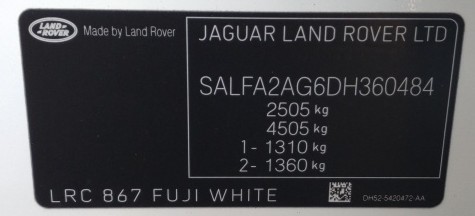 LAND-
ROVER
Made by Land Rover
JAGUAR LAND ROVER LTD
SALFA2AG6DH360484
2505 kg
4505 kg
1- 1310 kg
2- 1360 kg
LRC 867 FUJI WHITE
DH52-5420472-AA